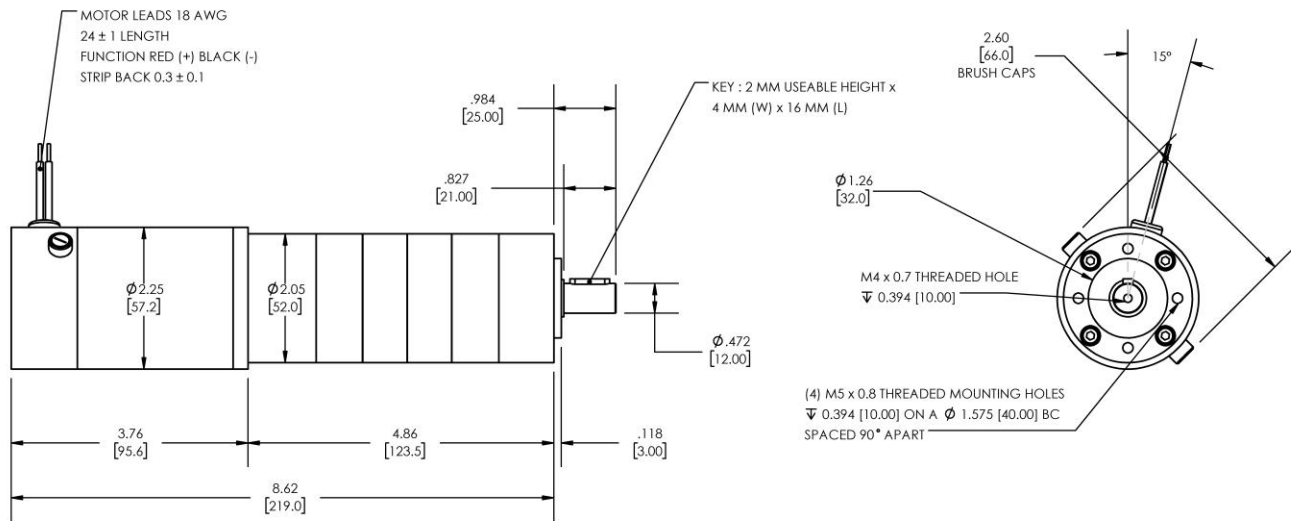 MOTOR LEADS 18 AWG
24 ± 1 LENGTH
FUNCTION RED (+) BLACK (-)
STRIP BACK 0.3 ± 0.1
.984
[25.00]
KEY : 2 MM USEABLE HEIGHT x
4 MM (W) x 16 MM (L)
.827
[21.00]
Ø2.25
[57.2]
Ø2.05
[52.0]
Ø.472
[12.00]
3.76
[95.6]
4.86
[123.5]
.118
[3.00]
8.62
[219.0]
2.60
[66.0]
BRUSH CAPS
15°
Ø1.26
[32.0]
M4 x 0.7 THREADED HOLE
↧ 0.394 [10.00]
(4) M5 x 0.8 THREADED MOUNTING HOLES
↧ 0.394 [10.00] ON A Ø 1.575 [40.00] BC
SPACED 90° APART